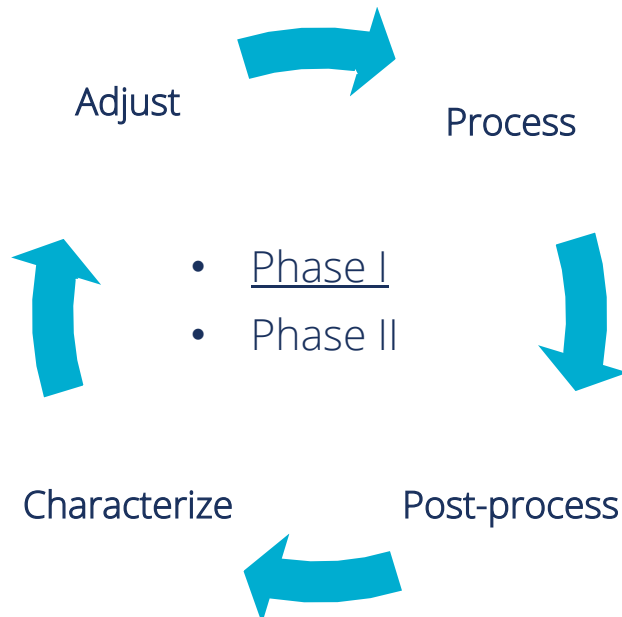 Adjust
Process
• Phase I
• Phase II
Characterize
Post-process